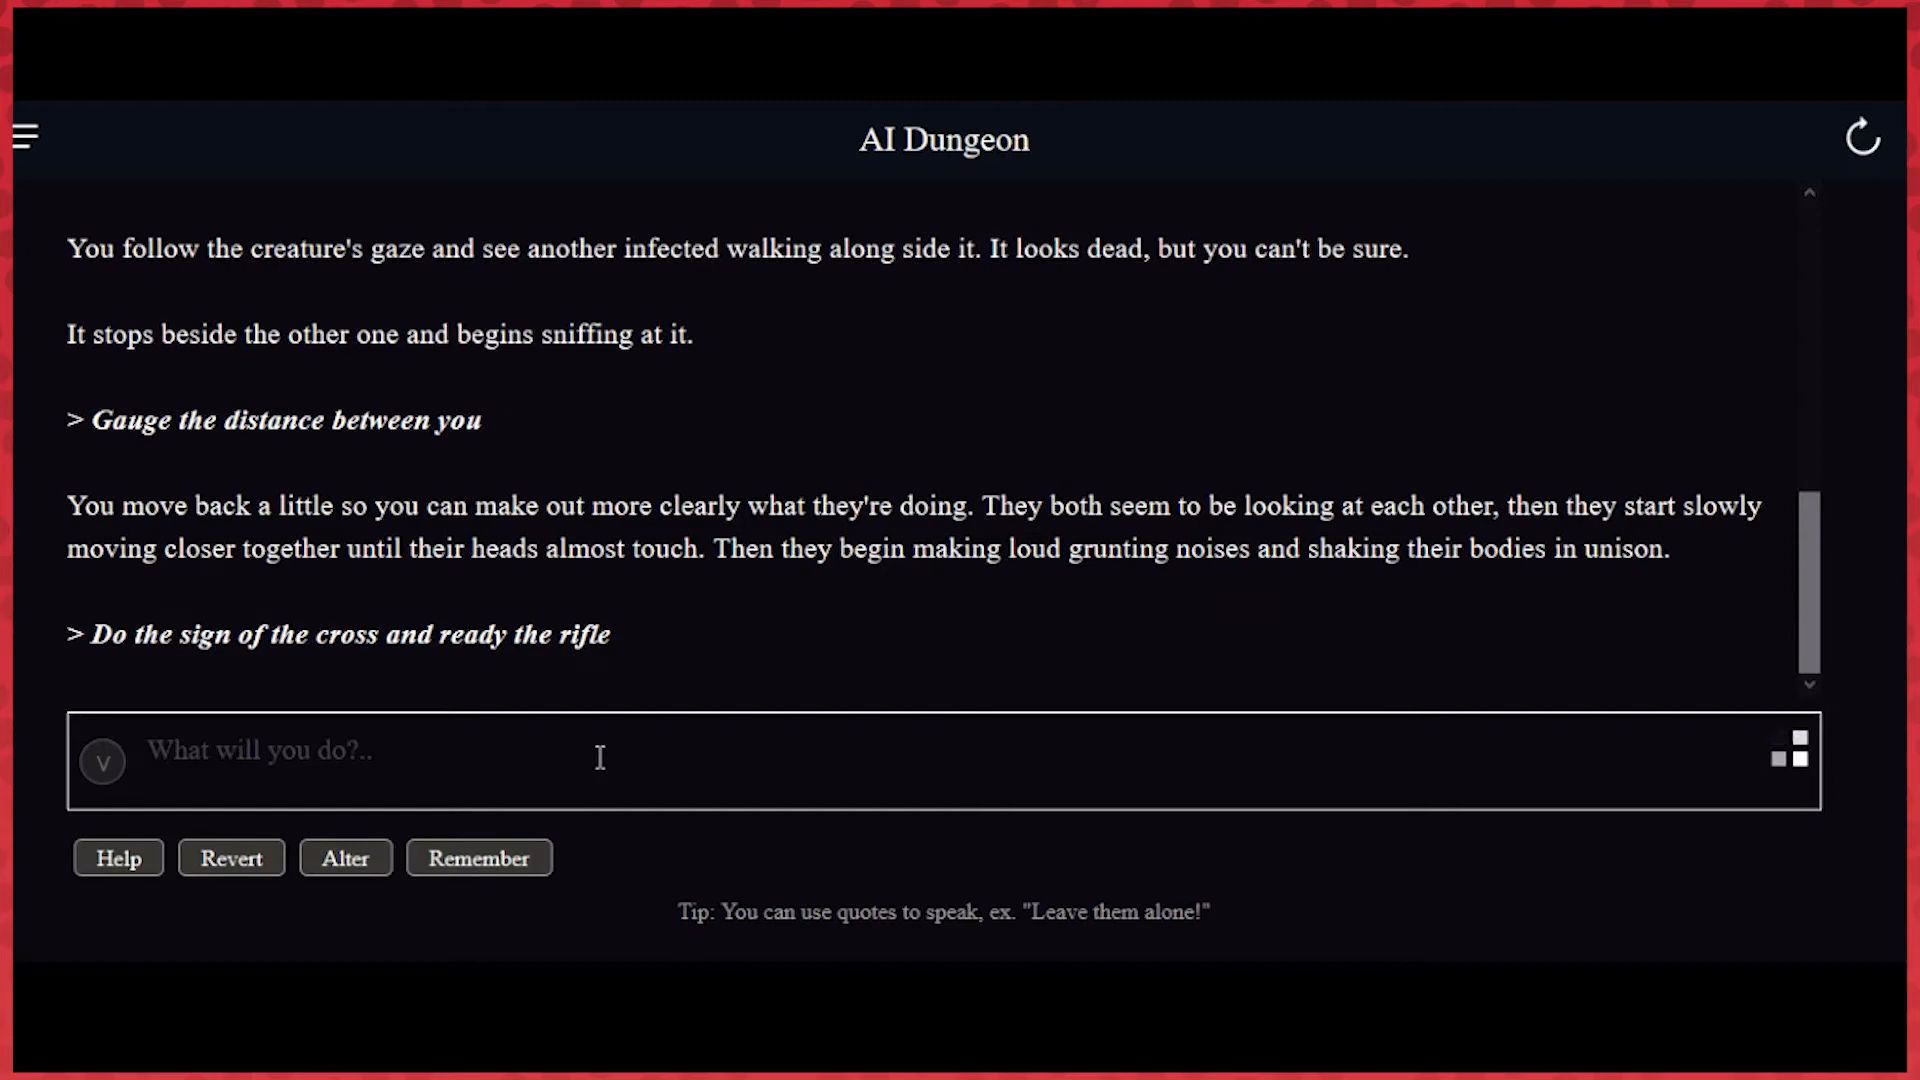 AI Dungeon
You follow the creature's gaze and see another infected walking along side it. It looks dead, but you can't be sure.
It stops beside the other one and begins sniffing at it.
> Gauge the distance between you
You move back a little so you can make out more clearly what they're doing. They both seem to be looking at each other, then they start slowly
moving closer together until their heads almost touch. Then they begin making loud grunting noises and shaking their bodies in unison.
> Do the sign of the cross and ready the rifle
v What will you do?..
Help Revert Alter Remember
Tip: You can use quotes to speak, ex. "Leave them alone!"